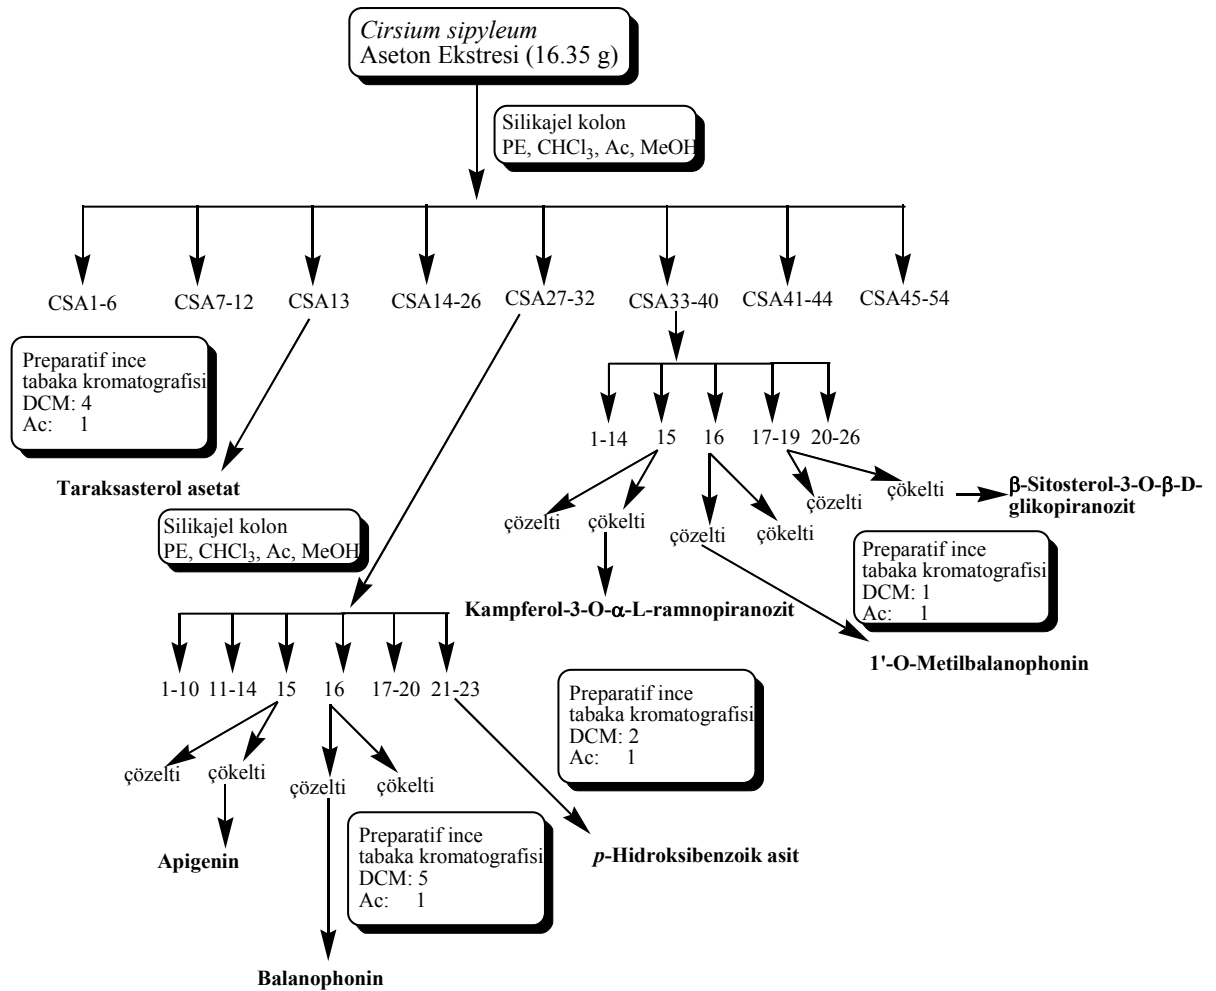 Cirsium sipyleum
Aseton Ekstresi (16.35 g)
Silikajel kolon
PE, CHCl₃, Ac, MeOH
CSA1-6
CSA7-12
CSA13
CSA14-26
CSA27-32
CSA33-40
CSA41-44
CSA45-54
Preparatif ince
tabaka kromatografisi
DCM: 4
Ac: 1
Taraksasterol asetat
1-14
15
16
17-19
20-26
çözelti
çökelti
çözelti
çökelti
çözelti
çökelti
β-Sitosterol-3-O-β-D-
glikopiranozit
Silikajel kolon
PE, CHCl₃, Ac, MeOH
Preparatif ince
tabaka kromatografisi
DCM: 1
Ac: 1
Kampferol-3-O-α-L-ramnopiranozit
1'-O-Metilbalanophonin
1-10
11-14
15
16
17-20
21-23
Preparatif ince
tabaka kromatografisi
DCM: 2
Ac: 1
çözelti
çökelti
çözelti
çökelti
Preparatif ince
tabaka kromatografisi
DCM: 5
Ac: 1
Apigenin
p-Hidroksibenzoik asit
Balanophonin